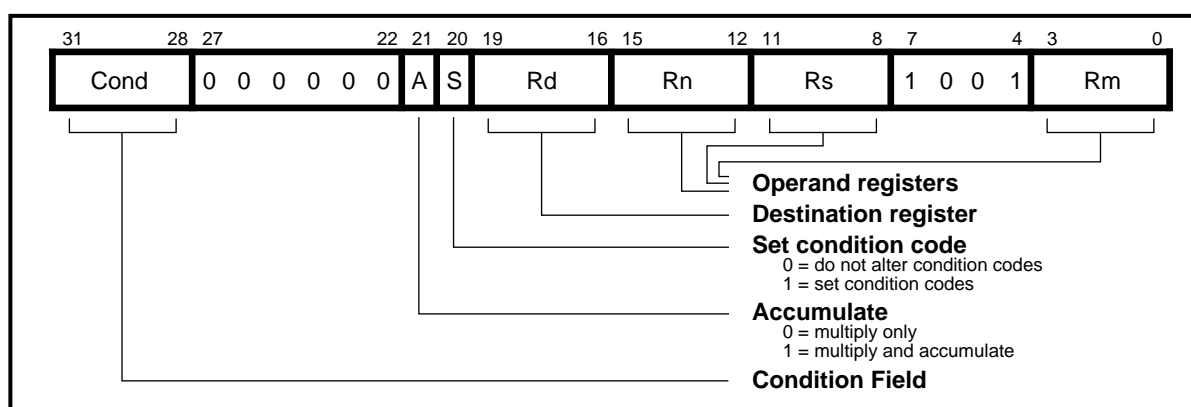 31 28 27 22 21 20 19 16 15 12 11 8 7 4 3 0
Cond 0 0 0 0 0 0 A S Rd Rn Rs 1 0 0 1 Rm
Operand registers
Destination register
Set condition code
0 = do not alter condition codes
1 = set condition codes
Accumulate
0 = multiply only
1 = multiply and accumulate
Condition Field